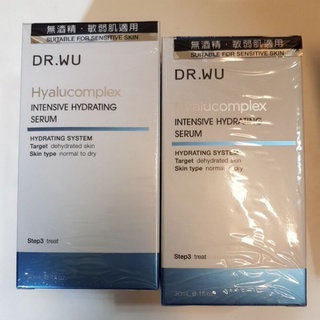 無酒精・敏弱肌適用
SUITABLE FOR SENSITIVE SKIN
DR.WU
Hyalucomplex
INTENSIVE HYDRATING
SERUM
HYDRATING SYSTEM
Target dehydrated skin
Skin type normal to dry
Step3 treat
無酒精・敏弱肌適用
SUITABLE FOR SENSITIVE SKIN
DR.WU
Hyalucomplex
INTENSIVE HYDRATING
SERUM
HYDRATING SYSTEM
Target dehydrated skin
Skin type normal to dry
Step3 treat